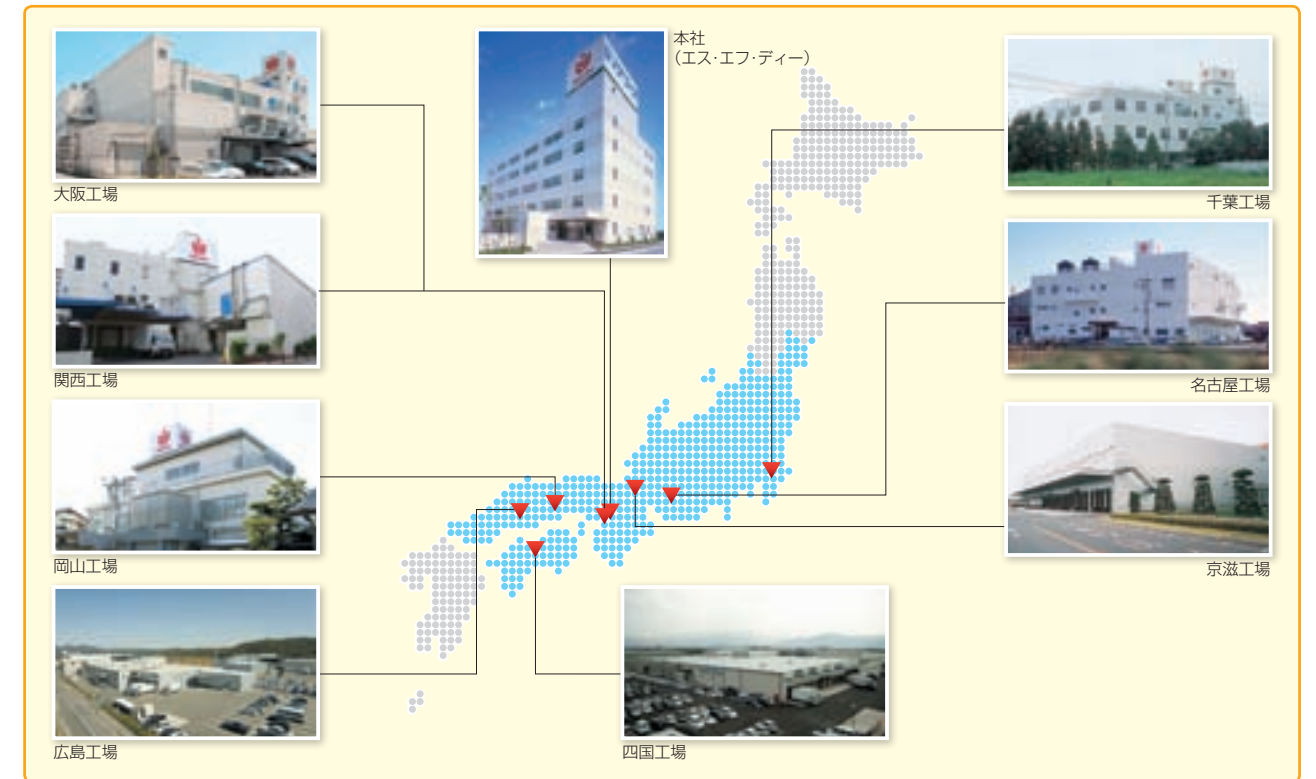 本社
（エス・エフ・ディー）
大阪工場
千葉工場
関西工場
名古屋工場
岡山工場
京滋工場
広島工場
四国工場